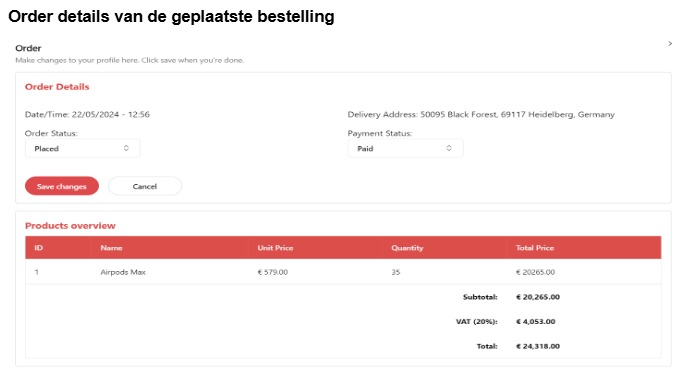 Order details van de geplaatste bestelling
Order
Make changes to your profile here. Click save when you're done.
Order Details
Date/Time: 22/05/2024 - 12:56
Delivery Address: 50095 Black Forest, 69117 Heidelberg, Germany
Order Status:
Payment Status:
Placed
Paid
Save changes
Cancel
Products overview
ID Name Unit Price Quantity Total Price
1 Airpods Max € 579.00 35 € 20265.00
Subtotal: € 20,265.00
VAT (20%): € 4,053.00
Total: € 24,318.00